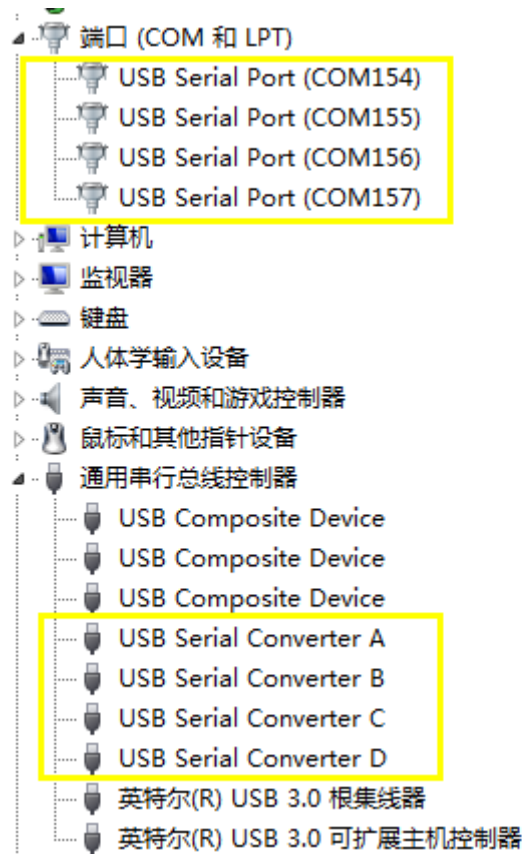 端口 (COM 和 LPT)
USB Serial Port (COM154)
USB Serial Port (COM155)
USB Serial Port (COM156)
USB Serial Port (COM157)
计算机
监视器
键盘
人体学输入设备
声音、视频和游戏控制器
鼠标和其他指针设备
通用串行总线控制器
USB Composite Device
USB Composite Device
USB Composite Device
USB Serial Converter A
USB Serial Converter B
USB Serial Converter C
USB Serial Converter D
英特尔(R) USB 3.0 根集线器
英特尔(R) USB 3.0 可扩展主机控制器